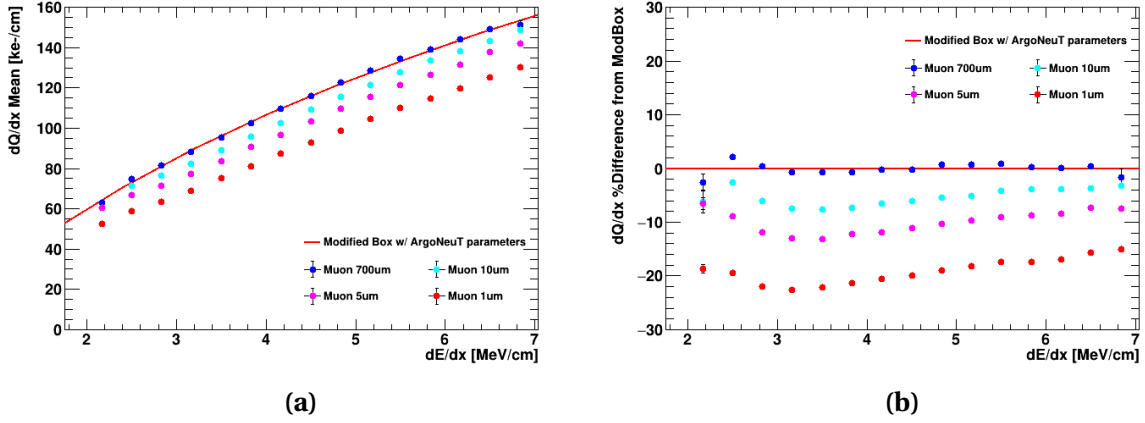 dQ/dx Mean [ke-/cm]
160
140
120
100
80
60
40
20
0
Modified Box w/ ArgoNeuT parameters
Muon 700um
Muon 10um
Muon 5um
Muon 1um
2 3 4 5 6 7
dE/dx [MeV/cm]
(a)
dQ/dx %Difference from ModBox
30
20
10
0
−10
−20
−30
Modified Box w/ ArgoNeuT parameters
Muon 700um
Muon 10um
Muon 5um
Muon 1um
2 3 4 5 6 7
dE/dx [MeV/cm]
(b)